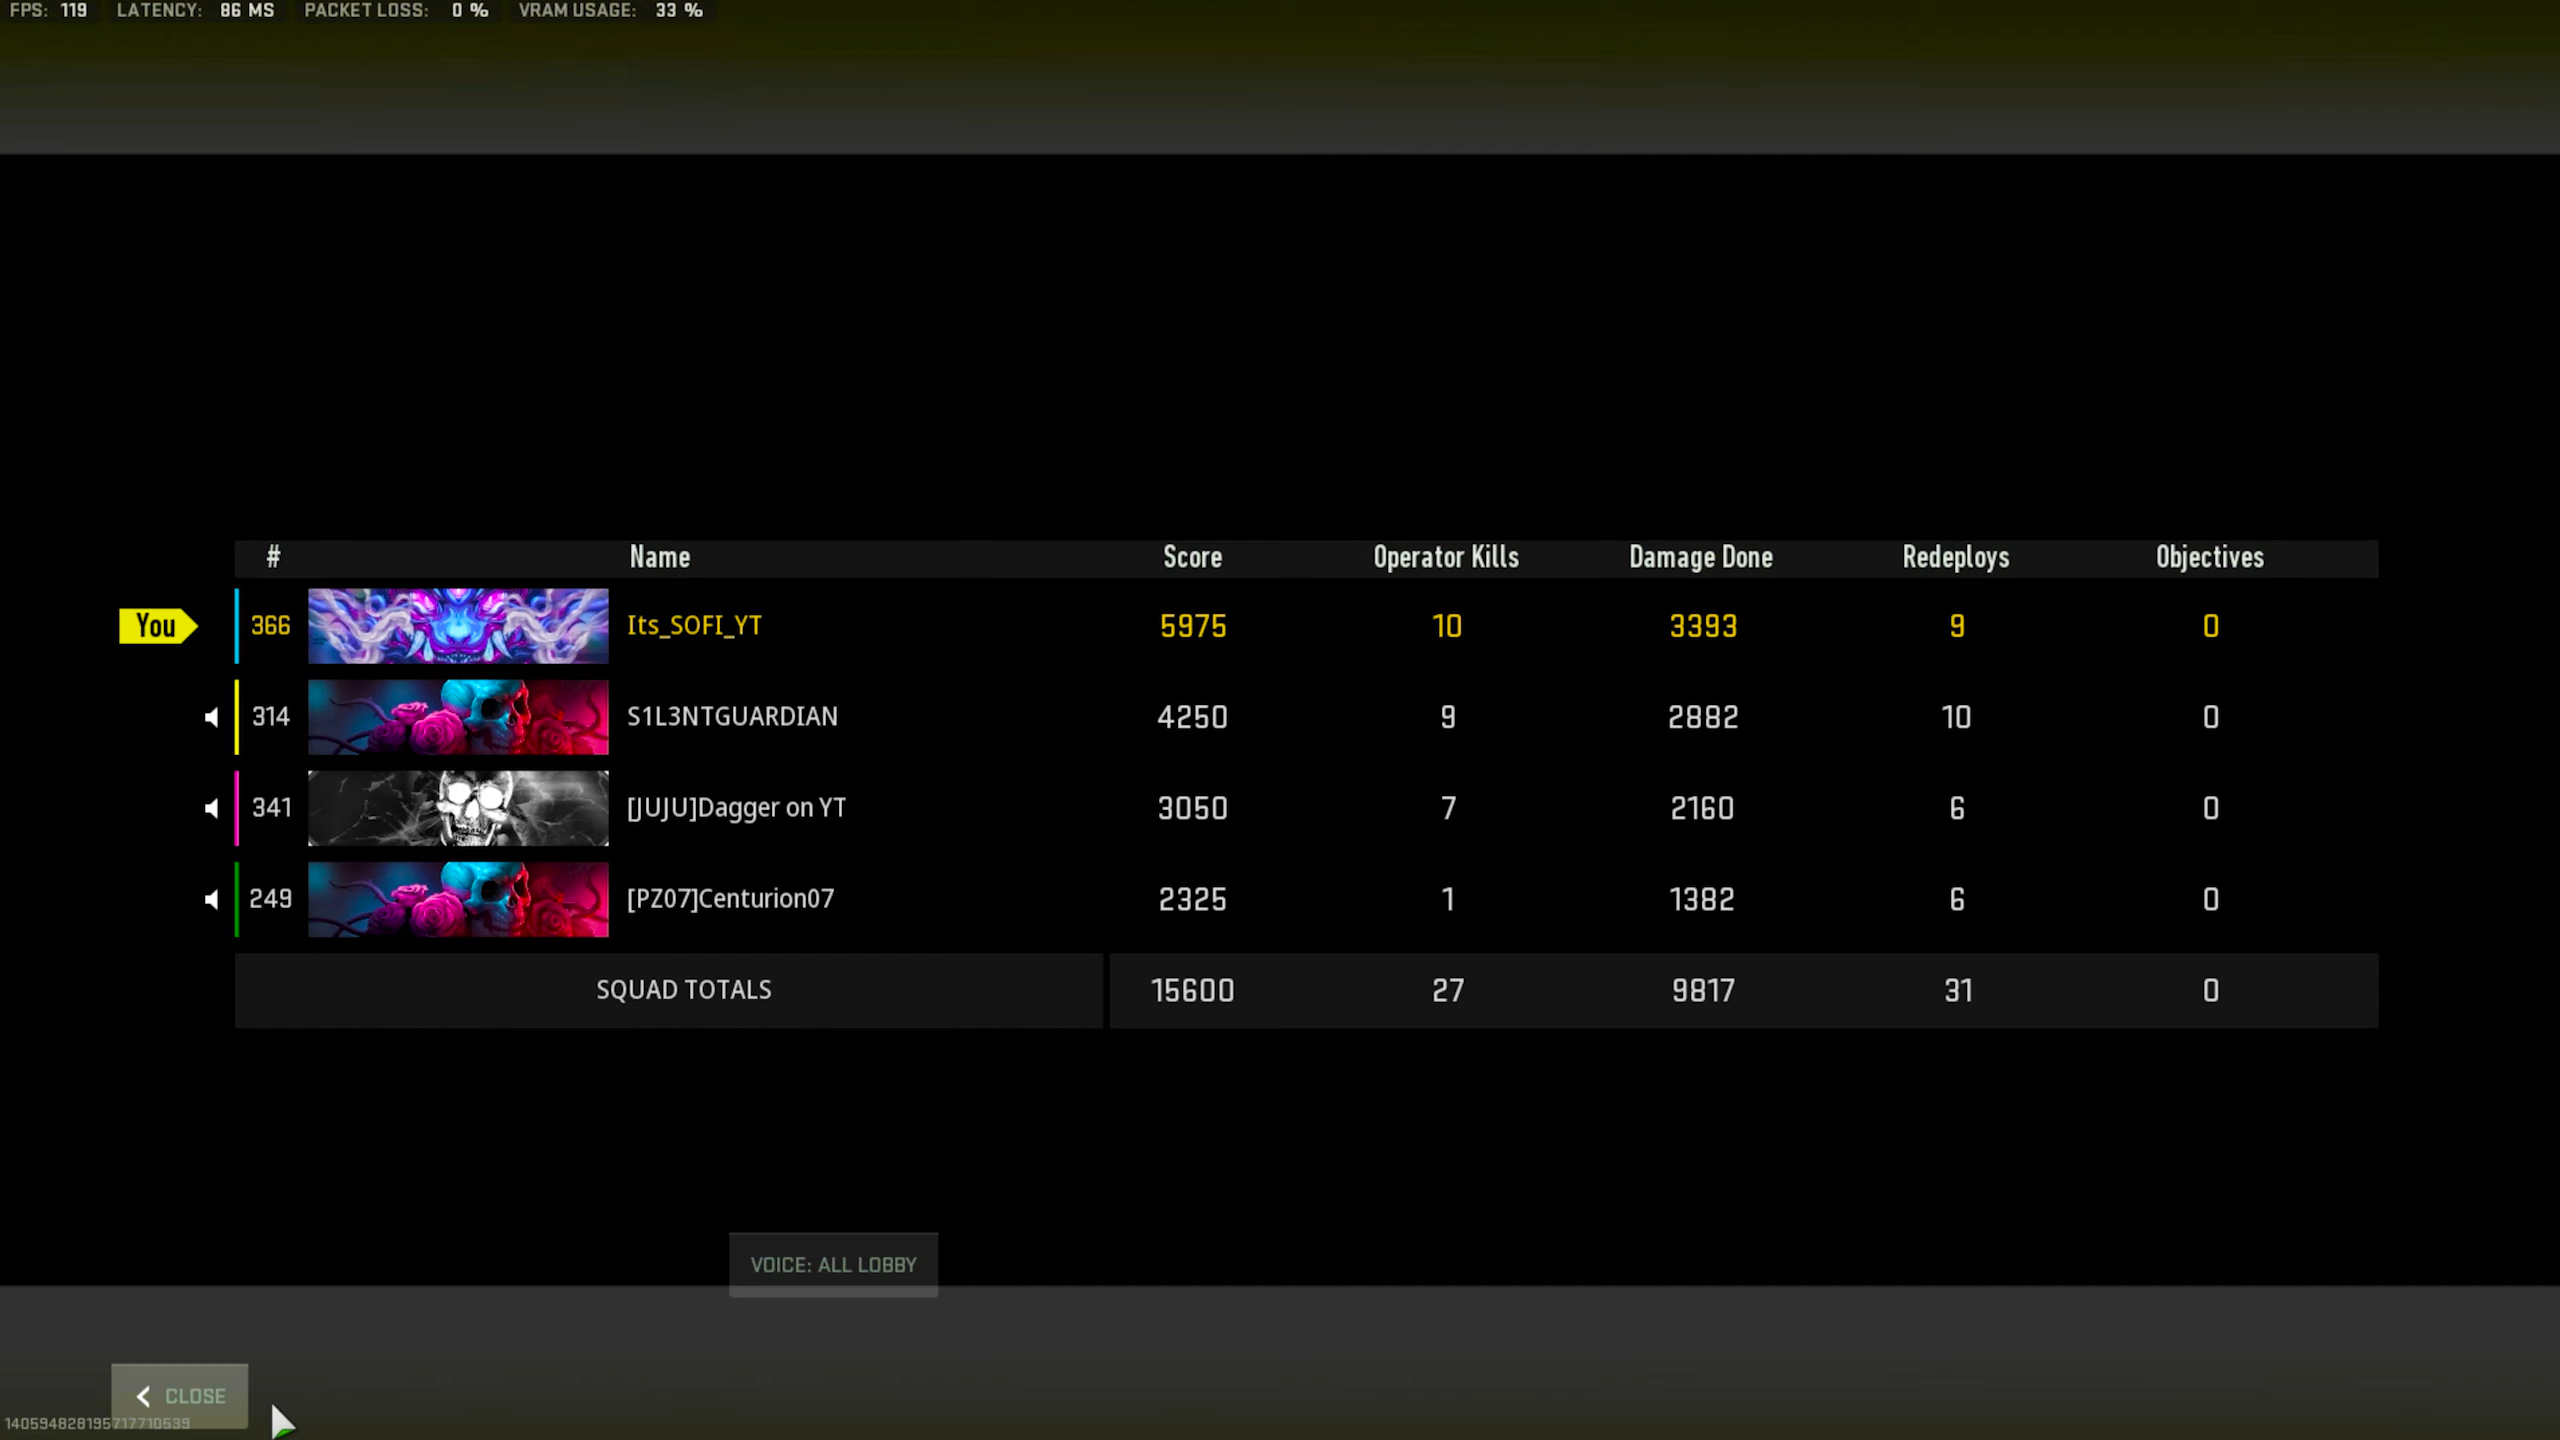 FPS: 119 LATENCY: 86 MS PACKET LOSS: 0 % VRAM USAGE: 33 %
# Name Score Operator Kills Damage Done Redeploys Objectives
You 366 Its_SOFI_YT 5975 10 3393 9 0
314 S1L3NTGUARDIAN 4250 9 2882 10 0
341 [JUJU]Dagger on YT 3050 7 2160 6 0
249 [PZ07]Centurion07 2325 1 1382 6 0
SQUAD TOTALS 15600 27 9817 31 0
VOICE: ALL LOBBY
CLOSE
140594828195717710539